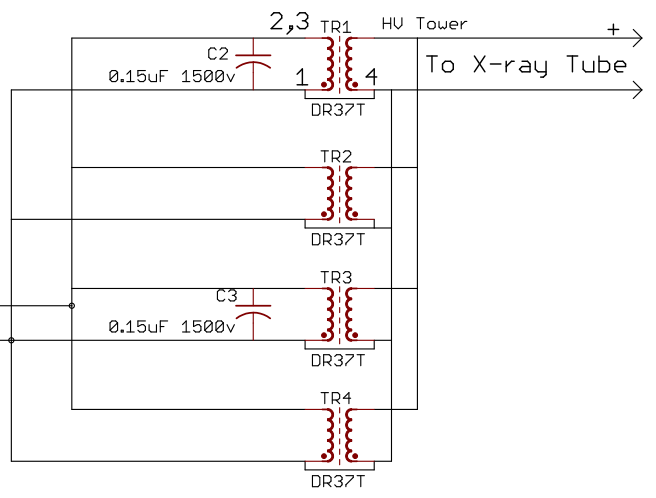 2,3 TR1 HV Tower +
C2
To X-ray Tube
0.15uF 1500v 1 4
DR37T
TR2
DR37T
TR3
C3
0.15uF 1500v
DR37T
TR4
DR37T